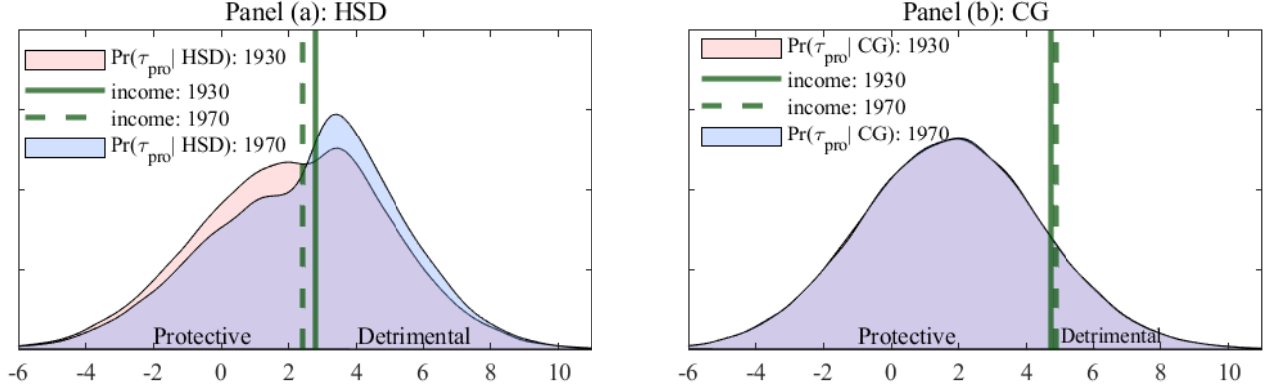 Panel (a): HSD
Pr(τpro| HSD): 1930
income: 1930
income: 1970
Pr(τpro| HSD): 1970
Protective
Detrimental
-6 -4 -2 0 2 4 6 8 10
Panel (b): CG
Pr(τpro| CG): 1930
income: 1930
income: 1970
Pr(τpro| CG): 1970
Protective
Detrimental
-6 -4 -2 0 2 4 6 8 10